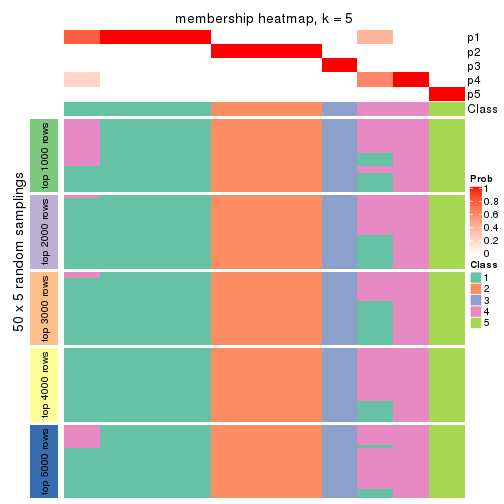 membership heatmap, k = 5
p1
p2
p3
p4
p5
Class
50 x 5 random samplings
top 1000 rows
top 2000 rows
top 3000 rows
top 4000 rows
top 5000 rows
Prob
1
0.8
0.6
0.4
0.2
0
Class
1
2
3
4
5